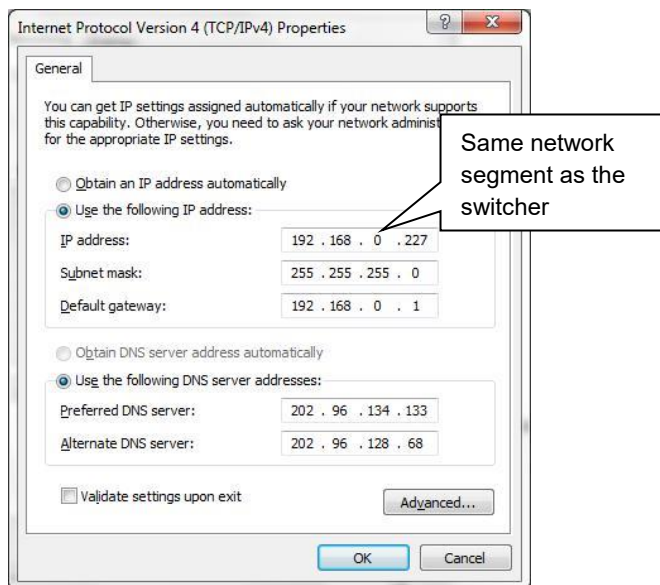 Internet Protocol Version 4 (TCP/IPv4) Properties
General
You can get IP settings assigned automatically if your network supports
this capability. Otherwise, you need to ask your network
for the appropriate IP settings.
Same network
segment as the
switcher
Obtain an IP address automatically
Use the following IP address:
IP address: 192 . 168 . 0 . 227
Subnet mask: 255 . 255 . 255 . 0
Default gateway: 192 . 168 . 0 . 1
Obtain DNS server address automatically
Use the following DNS server addresses:
Preferred DNS server: 202 . 96 . 134 . 133
Alternate DNS server: 202 . 96 . 128 . 68
Validate settings upon exit
Advanced...
OK
Cancel